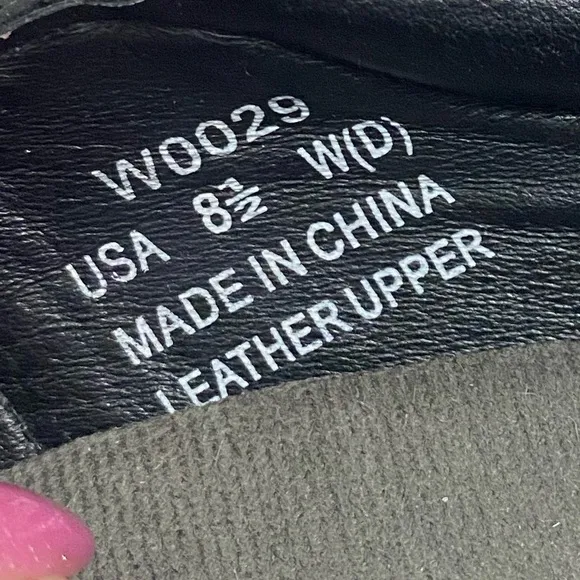 W0029
USA 8½ W(D)
MADE IN CHINA
LEATHER UPPER